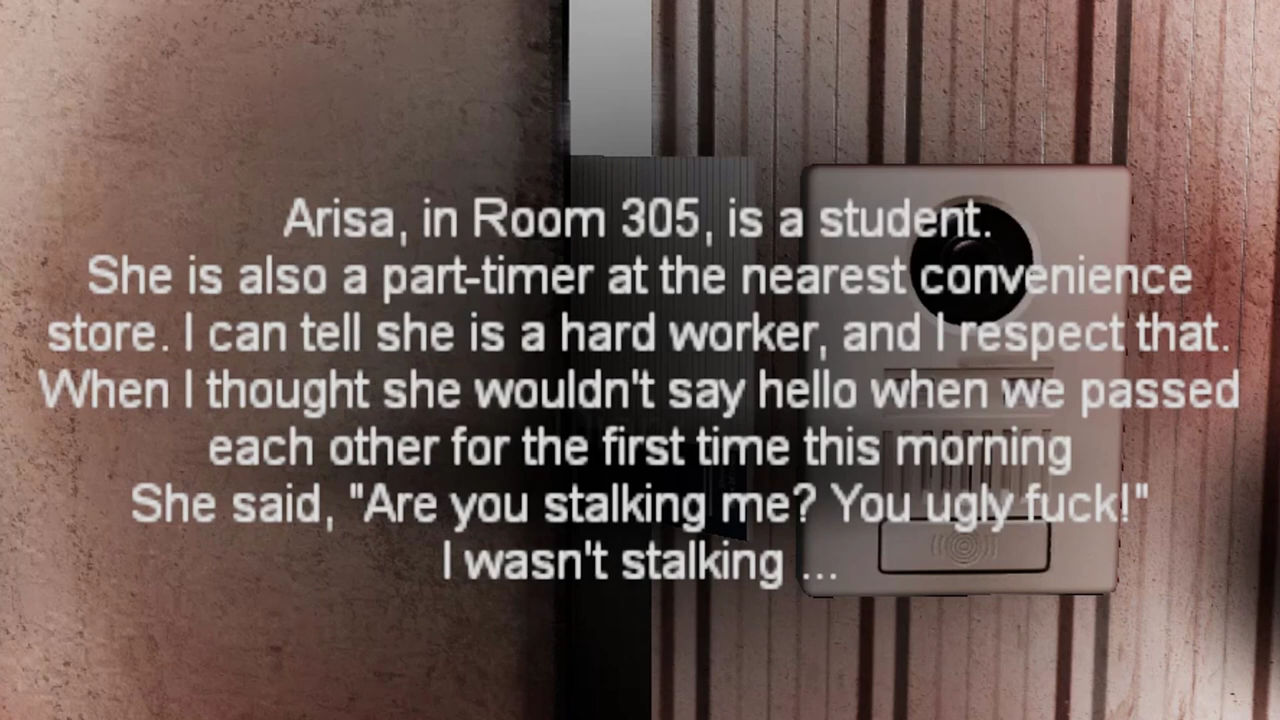 Arisa, in Room 305, is a student.
She is also a part-timer at the nearest convenience
store. I can tell she is a hard worker, and I respect that.
When I thought she wouldn't say hello when we passed
each other for the first time this morning
She said, "Are you stalking me? You ugly fuck!"
I wasn't stalking ...